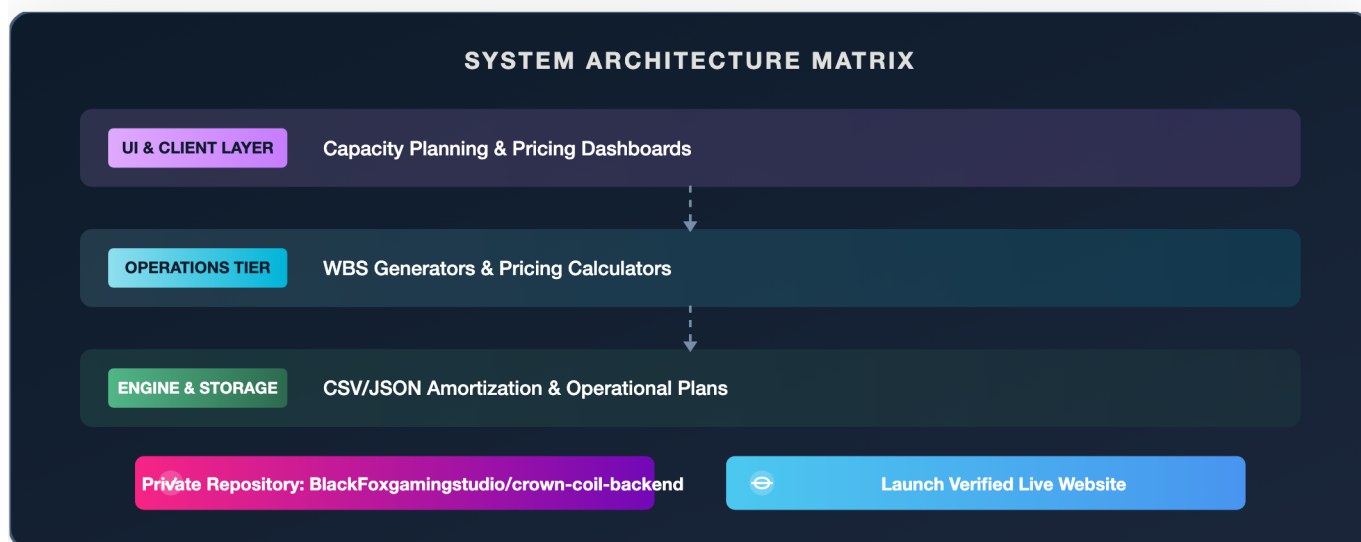 SYSTEM ARCHITECTURE MATRIX
UI & CLIENT LAYER Capacity Planning & Pricing Dashboards
OPERATIONS TIER WBS Generators & Pricing Calculators
ENGINE & STORAGE CSV/JSON Amortization & Operational Plans
Private Repository: BlackFoxgamingstudio/crown-coil-backend Launch Verified Live Website